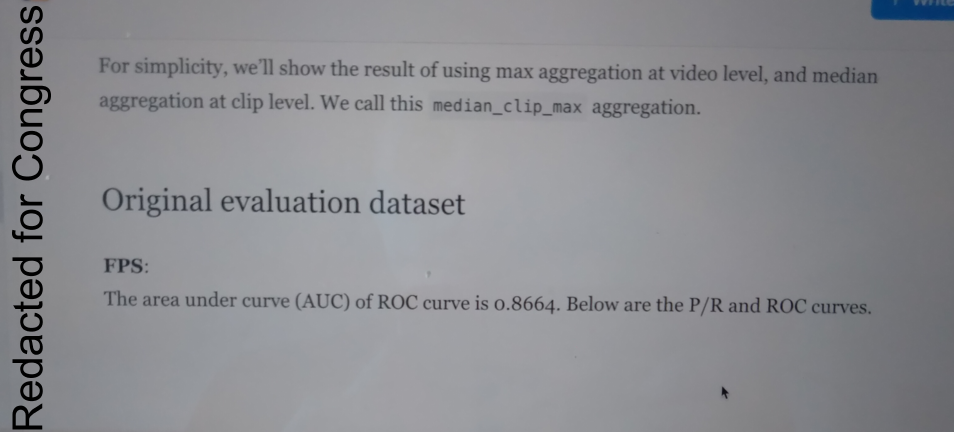 Write
For simplicity, we'll show the result of using max aggregation at video level, and median
aggregation at clip level. We call this median_clip_max aggregation.
Original evaluation dataset
FPS:
The area under curve (AUC) of ROC curve is 0.8664. Below are the P/R and ROC curves.
Redacted for Congress